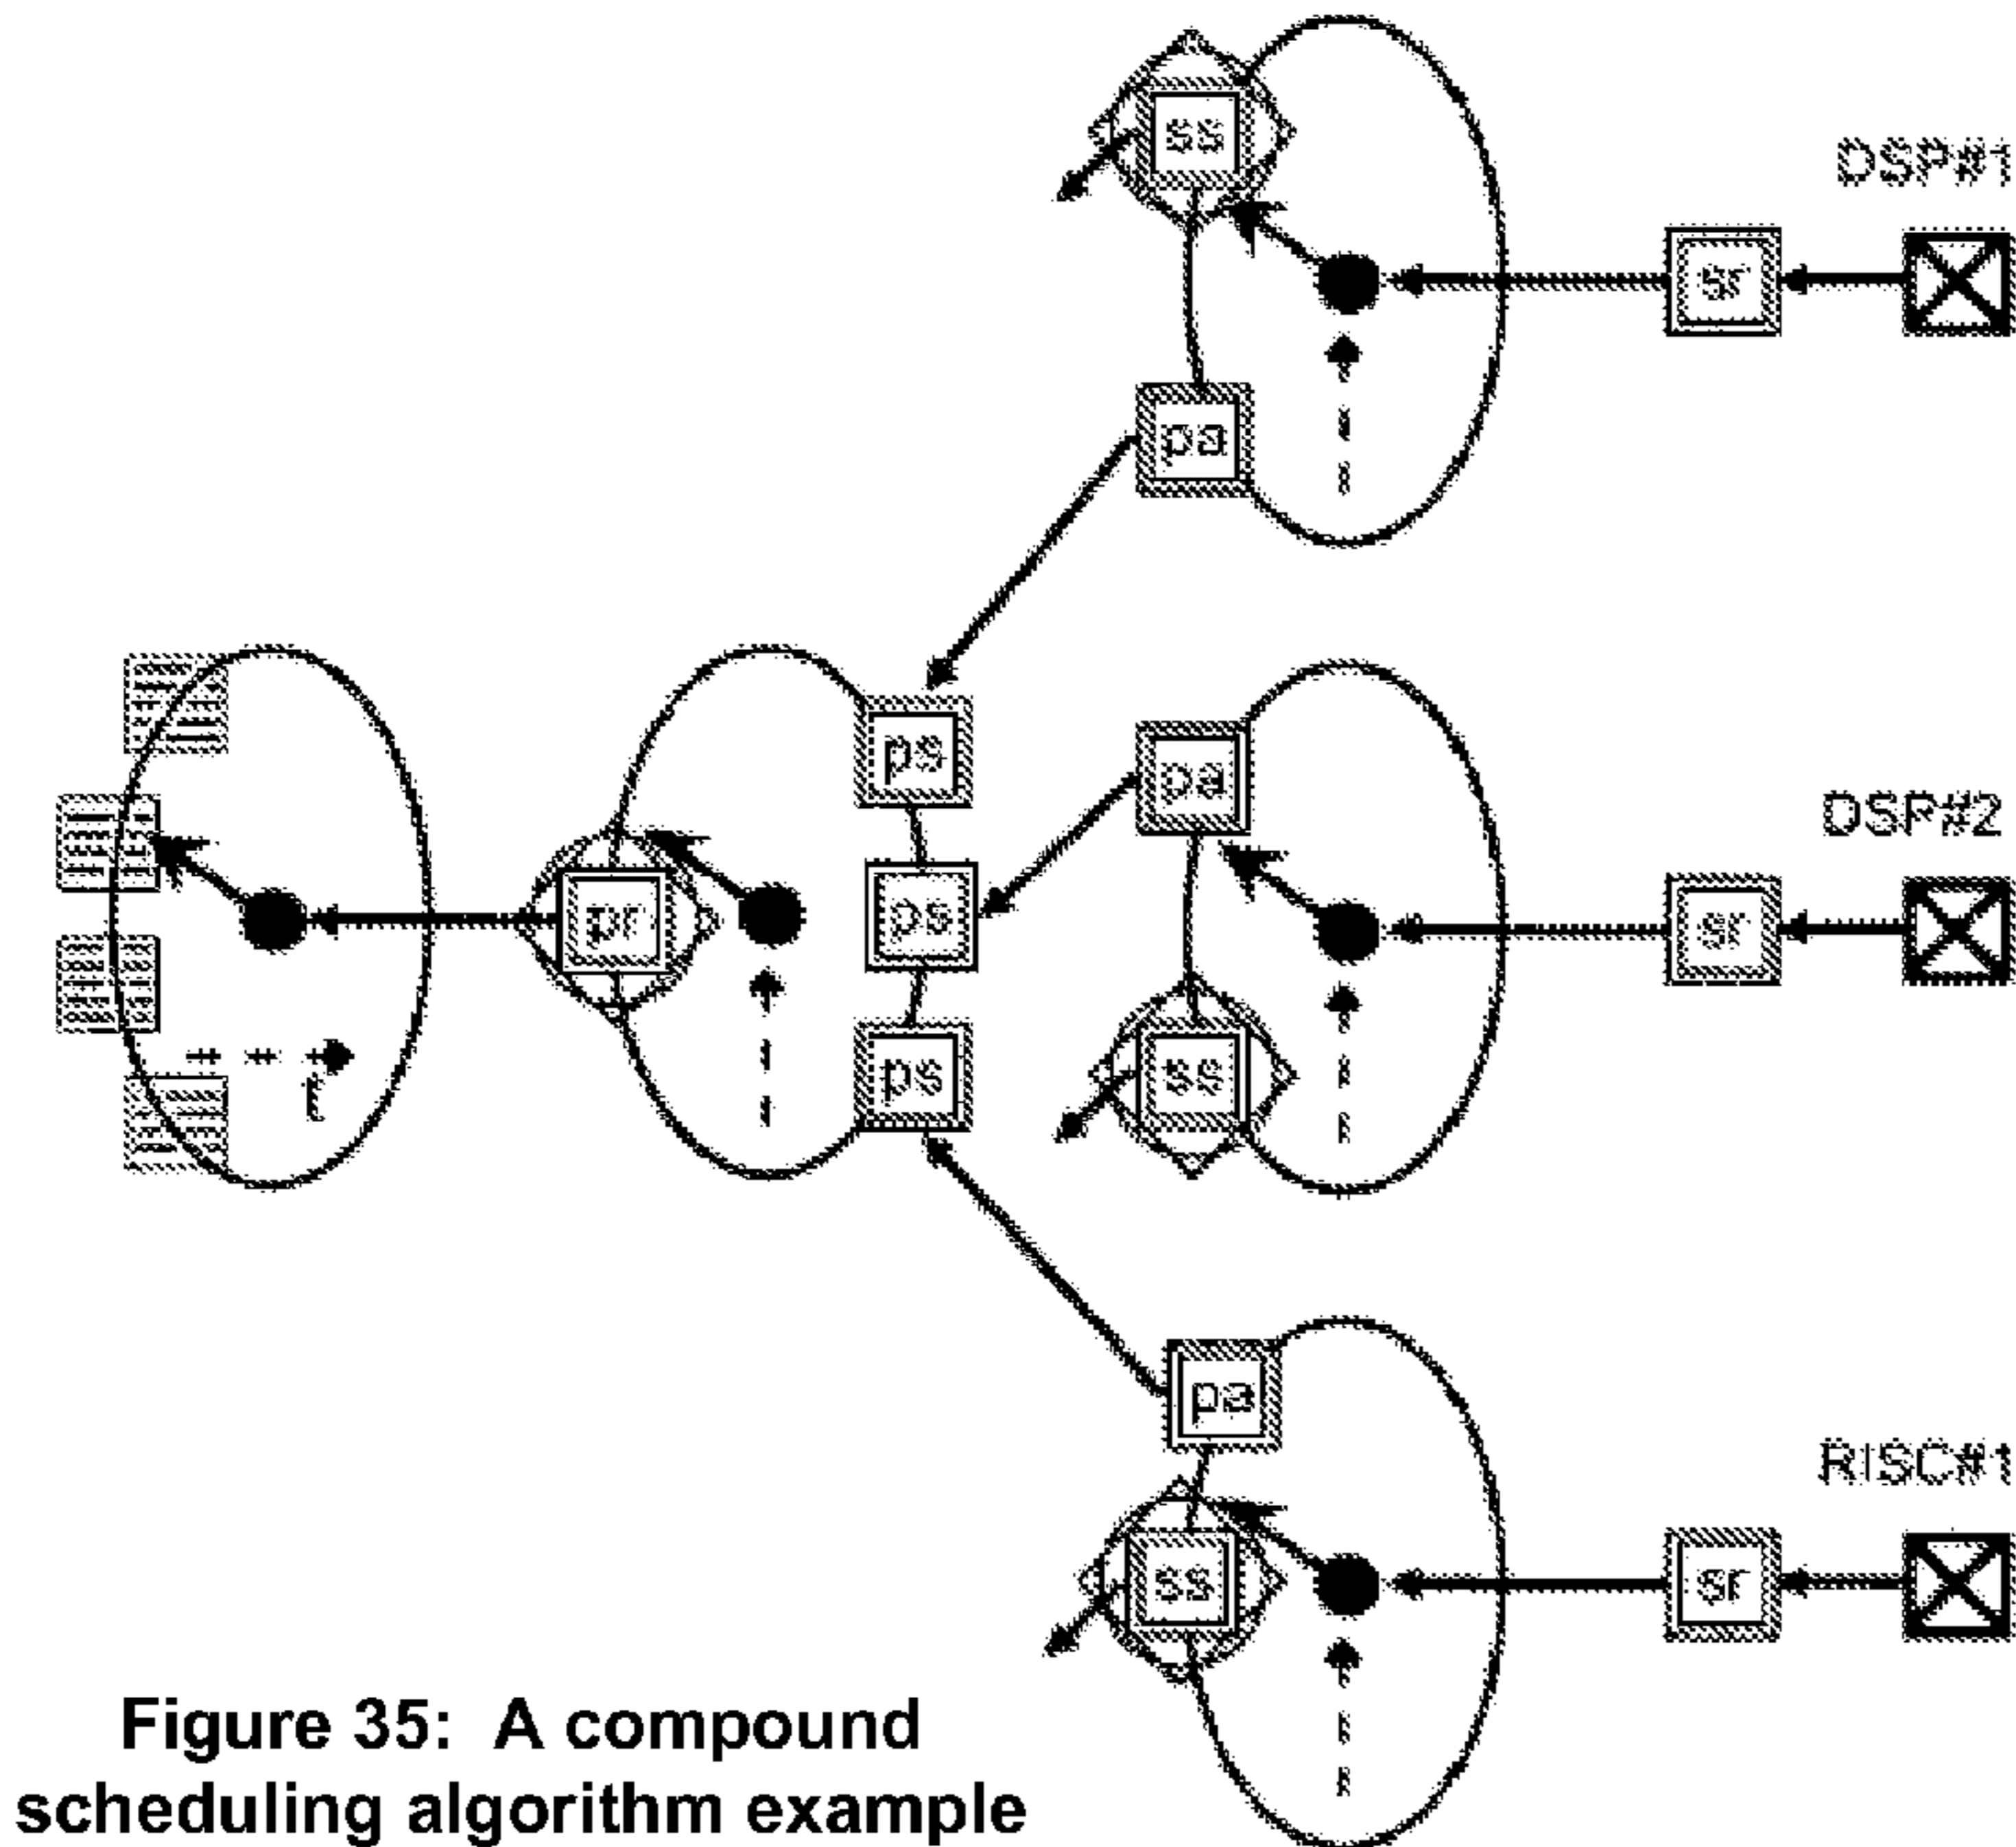 ss
DSP#1
sr
pa
ps
pa
DSP#2
pr
ps
sr
ps
ss
pa
RISC#1
ss
sr
Figure 35: A compound
scheduling algorithm example